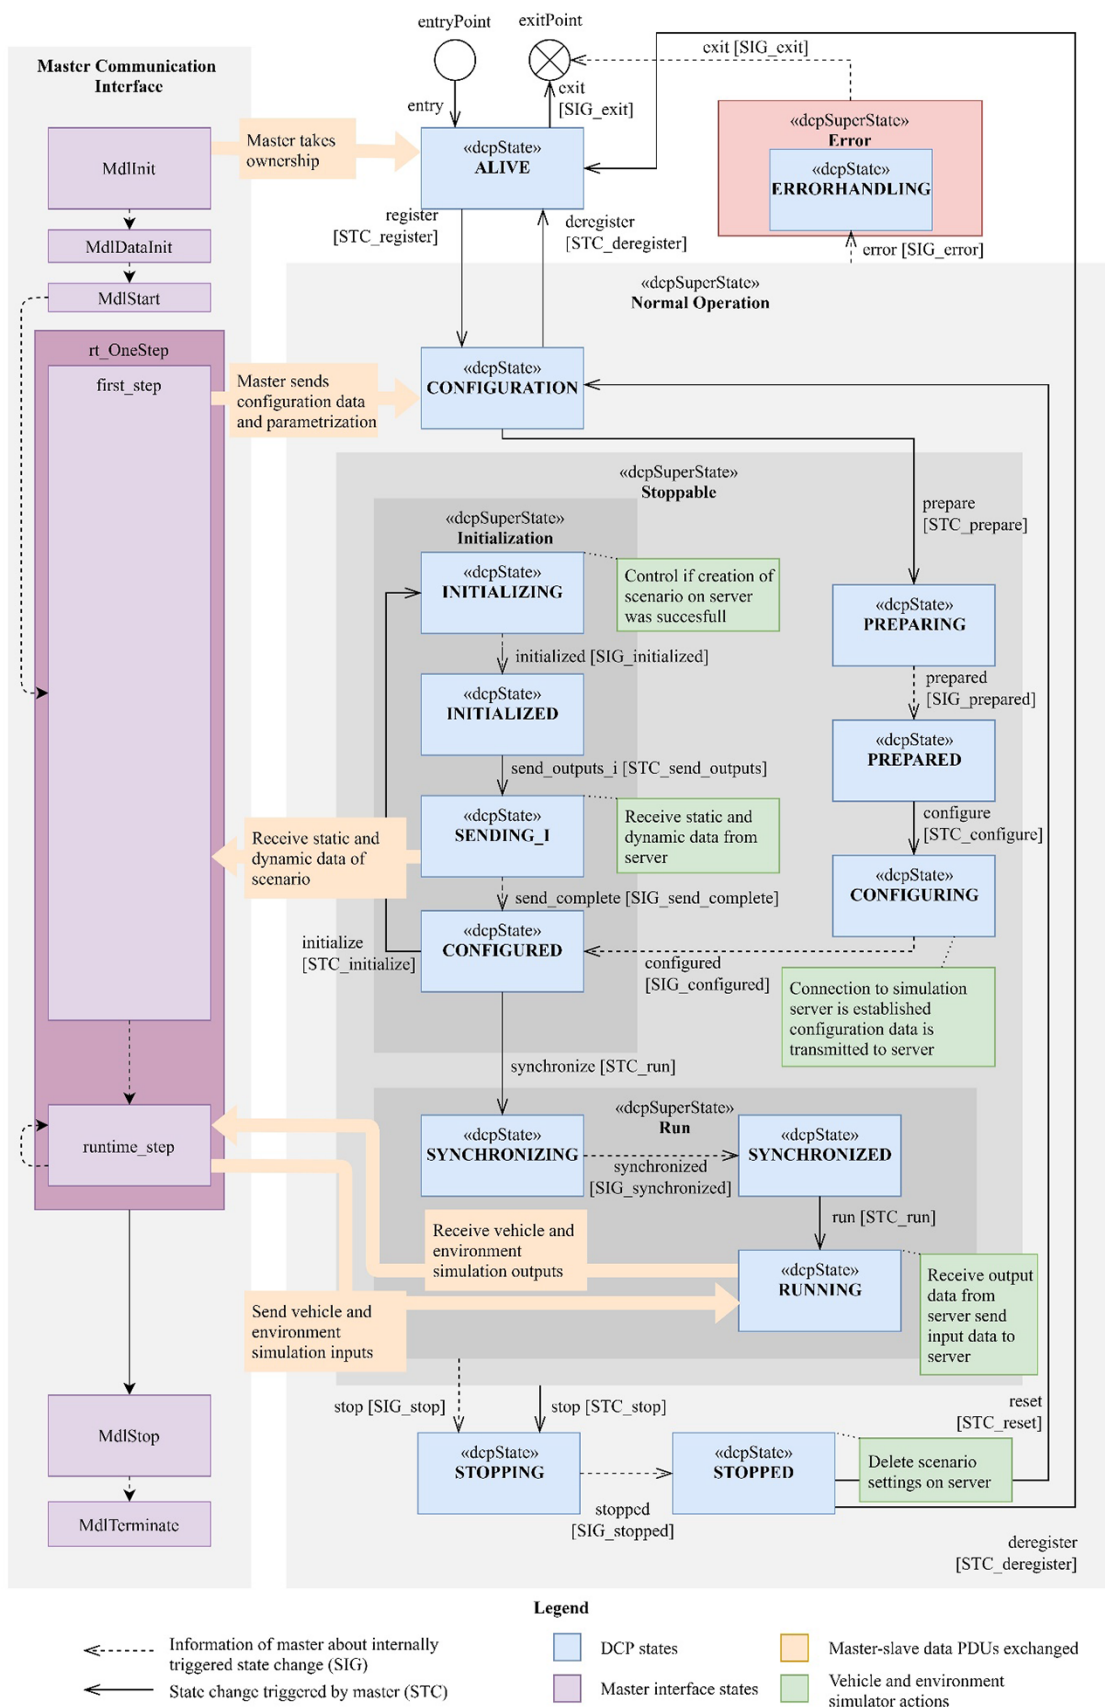 entryPoint
exitPoint
exit [SIG_exit]
Master Communication
Interface
exit
[SIG_exit]
entry
«dcpSuperState»
Error
«dcpState»
ERRORHANDLING
MdlInit
Master takes
ownership
«dcpState»
ALIVE
register
[STC_register]
deregister
[STC_deregister]
error [SIG_error]
MdlDataInit
MdlStart
«dcpSuperState»
Normal Operation
rt_OneStep
first_step
Master sends
configuration data
and parametrization
«dcpState»
CONFIGURATION
«dcpSuperState»
Stoppable
prepare
[STC_prepare]
«dcpSuperState»
Initialization
«dcpState»
INITIALIZING
Control if creation of
scenario on server
was succesfull
«dcpState»
PREPARING
initialized [SIG_initialized]
prepared
[SIG_prepared]
«dcpState»
INITIALIZED
«dcpState»
PREPARED
send_outputs_i [STC_send_outputs]
configure
[STC_configure]
Receive static and
dynamic data of
scenario
«dcpState»
SENDING_I
Receive static and
dynamic data from
server
«dcpState»
CONFIGURING
send_complete [SIG_send_complete]
initialize
[STC_initialize]
«dcpState»
CONFIGURED
configured
[SIG_configured]
Connection to simulation
server is established
configuration data is
transmitted to server
synchronize [STC_run]
«dcpSuperState»
Run
runtime_step
«dcpState»
SYNCHRONIZING
synchronized
[SIG_synchronized]
«dcpState»
SYNCHRONIZED
run [STC_run]
Receive vehicle and
environment
simulation outputs
«dcpState»
RUNNING
Receive output
data from
server send
input data to
server
Send vehicle and
environment
simulation inputs
stop [SIG_stop]
stop [STC_stop]
reset
[STC_reset]
MdlStop
«dcpState»
STOPPING
«dcpState»
STOPPED
Delete scenario
settings on server
stopped
[SIG_stopped]
MdlTerminate
deregister
[STC_deregister]
Legend
Information of master about internally
triggered state change (SIG)
State change triggered by master (STC)
DCP states
Master interface states
Master-slave data PDUs exchanged
Vehicle and environment
simulator actions